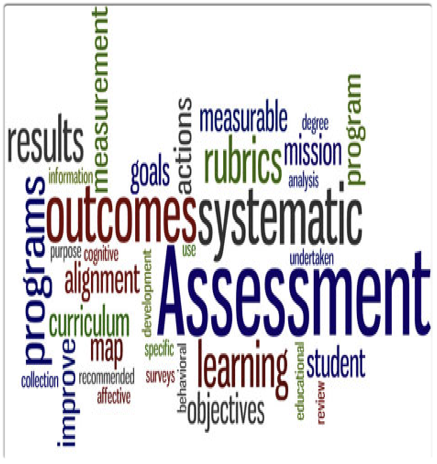 measurement
program
actions
measurable
degree
results
rubrics
mission
information
goals
analysis
programs
outcomes
systematic
purpose
cognitive
use
undertaken
alignment
development
Assessment
curriculum
improve
map
specific
behavioral
learning
educational
student
collection
recommended
surveys
affective
objectives
review